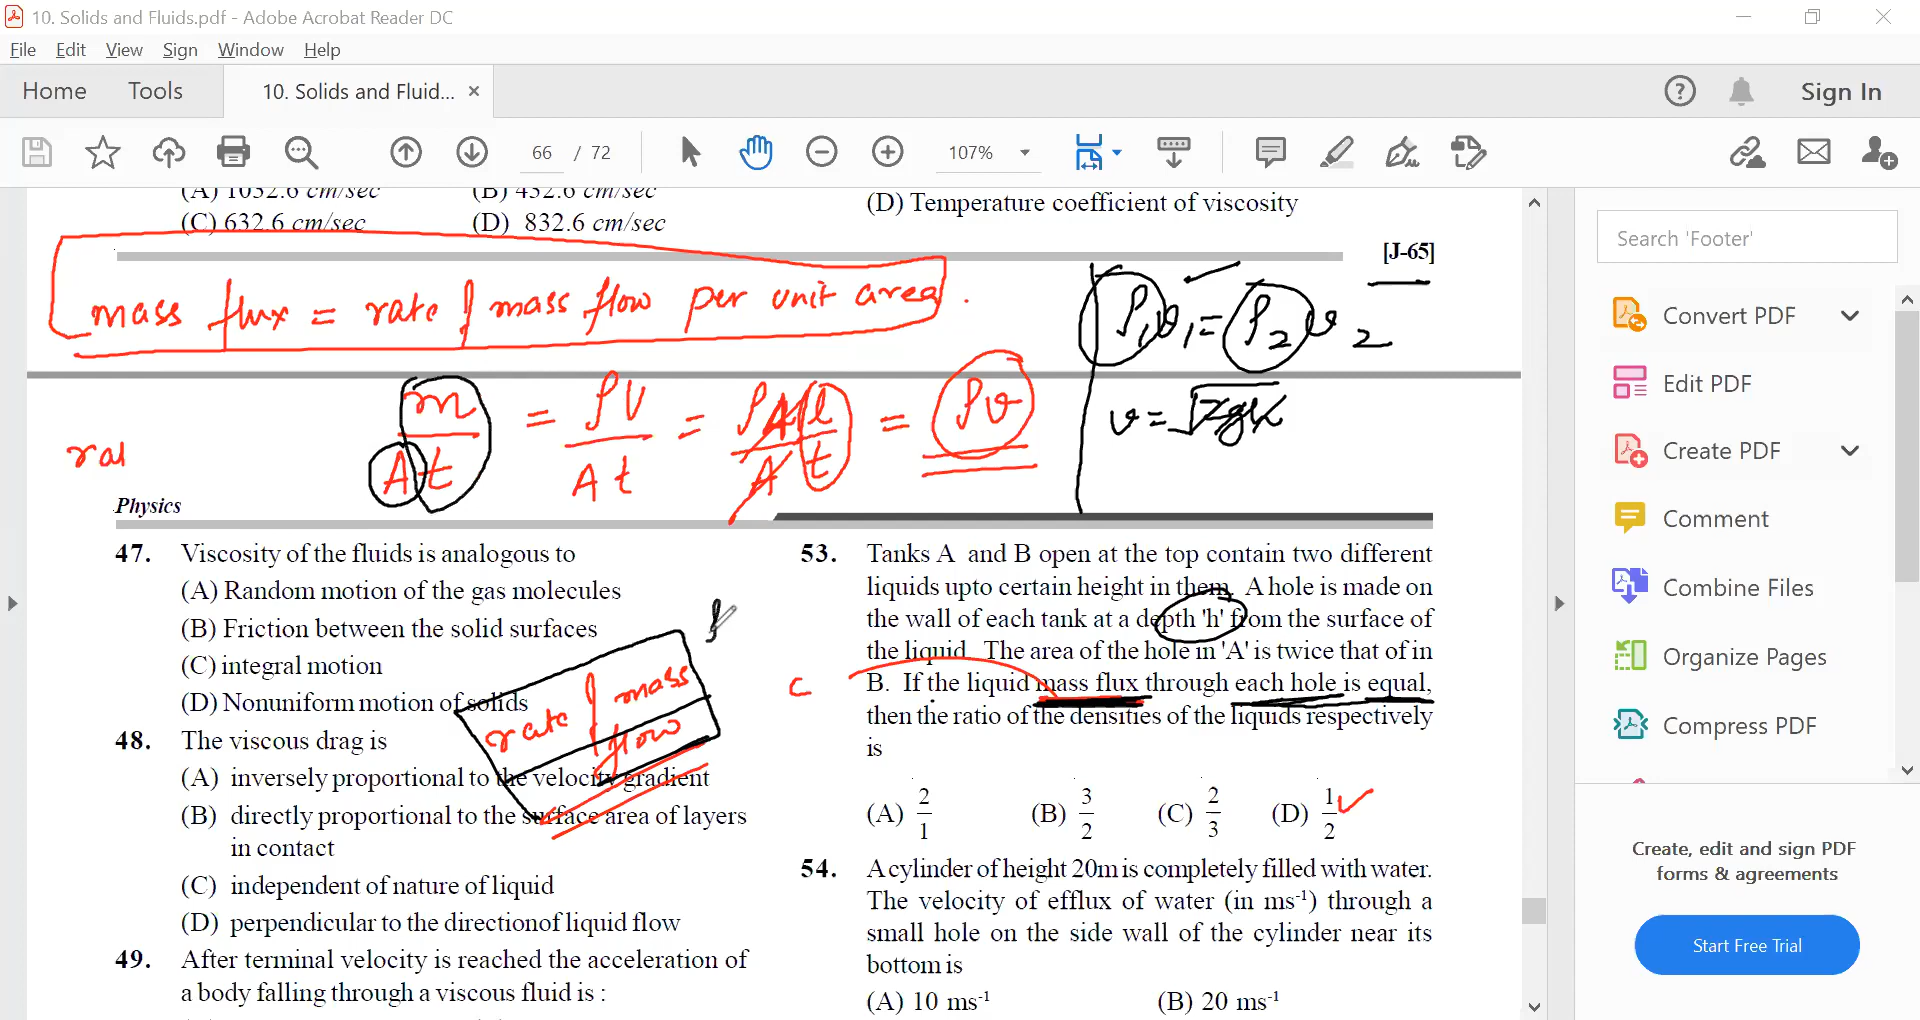 10. Solids and Fluids.pdf - Adobe Acrobat Reader DC
File Edit View Sign Window Help
Home Tools 10. Solids and Fluid... × Sign In
66 / 72 107%
(A) 1032.6 cm/sec (B) 432.6 cm/sec
(C) 632.6 cm/sec (D) 832.6 cm/sec
(D) Temperature coefficient of viscosity
[J-65]
mass flux = rate of mass flow per unit area.
ρ₁v₁ = ρ₂v₂
m/At = ρV/At = ρAl/At = ρv
v = √2gh
rat
Physics
47. Viscosity of the fluids is analogous to
(A) Random motion of the gas molecules
(B) Friction between the solid surfaces
(C) integral motion
(D) Nonuniform motion of solids
rate of mass flow
48. The viscous drag is
(A) inversely proportional to the velocity gradient
(B) directly proportional to the surface area of layers
in contact
(C) independent of nature of liquid
(D) perpendicular to the directionof liquid flow
49. After terminal velocity is reached the acceleration of
a body falling through a viscous fluid is :
53. Tanks A and B open at the top contain two different
liquids upto certain height in them. A hole is made on
the wall of each tank at a depth 'h' from the surface of
the liquid. The area of the hole in 'A' is twice that of in
c B. If the liquid mass flux through each hole is equal,
then the ratio of the densities of the liquids respectively
is
(A) 2/1 (B) 3/2 (C) 2/3 (D) 1/2 ✓
54. A cylinder of height 20m is completely filled with water.
The velocity of efflux of water (in ms⁻¹) through a
small hole on the side wall of the cylinder near its
bottom is
(A) 10 ms⁻¹ (B) 20 ms⁻¹
Search 'Footer'
Convert PDF
Edit PDF
Create PDF
Comment
Combine Files
Organize Pages
Compress PDF
Create, edit and sign PDF
forms & agreements
Start Free Trial